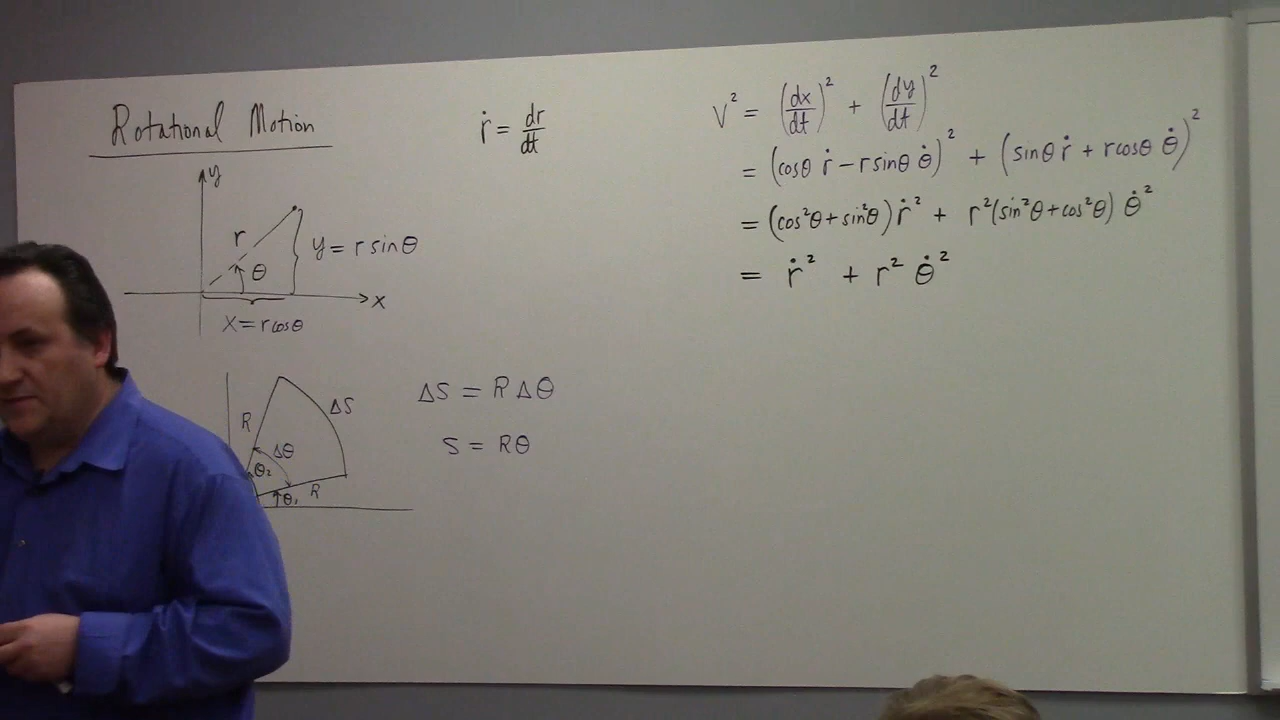 Rotational Motion
ṙ = dr/dt
y
r
θ
y = r sinθ
x
x = r cosθ
R
ΔS
Δθ
θ₂
θ₁
R
ΔS = R Δθ
S = Rθ
V² = (dx/dt)² + (dy/dt)²
= (cosθ ṙ − r sinθ θ̇)² + (sinθ ṙ + r cosθ θ̇)²
= (cos²θ + sin²θ) ṙ² + r²(sin²θ + cos²θ) θ̇²
= ṙ² + r² θ̇²